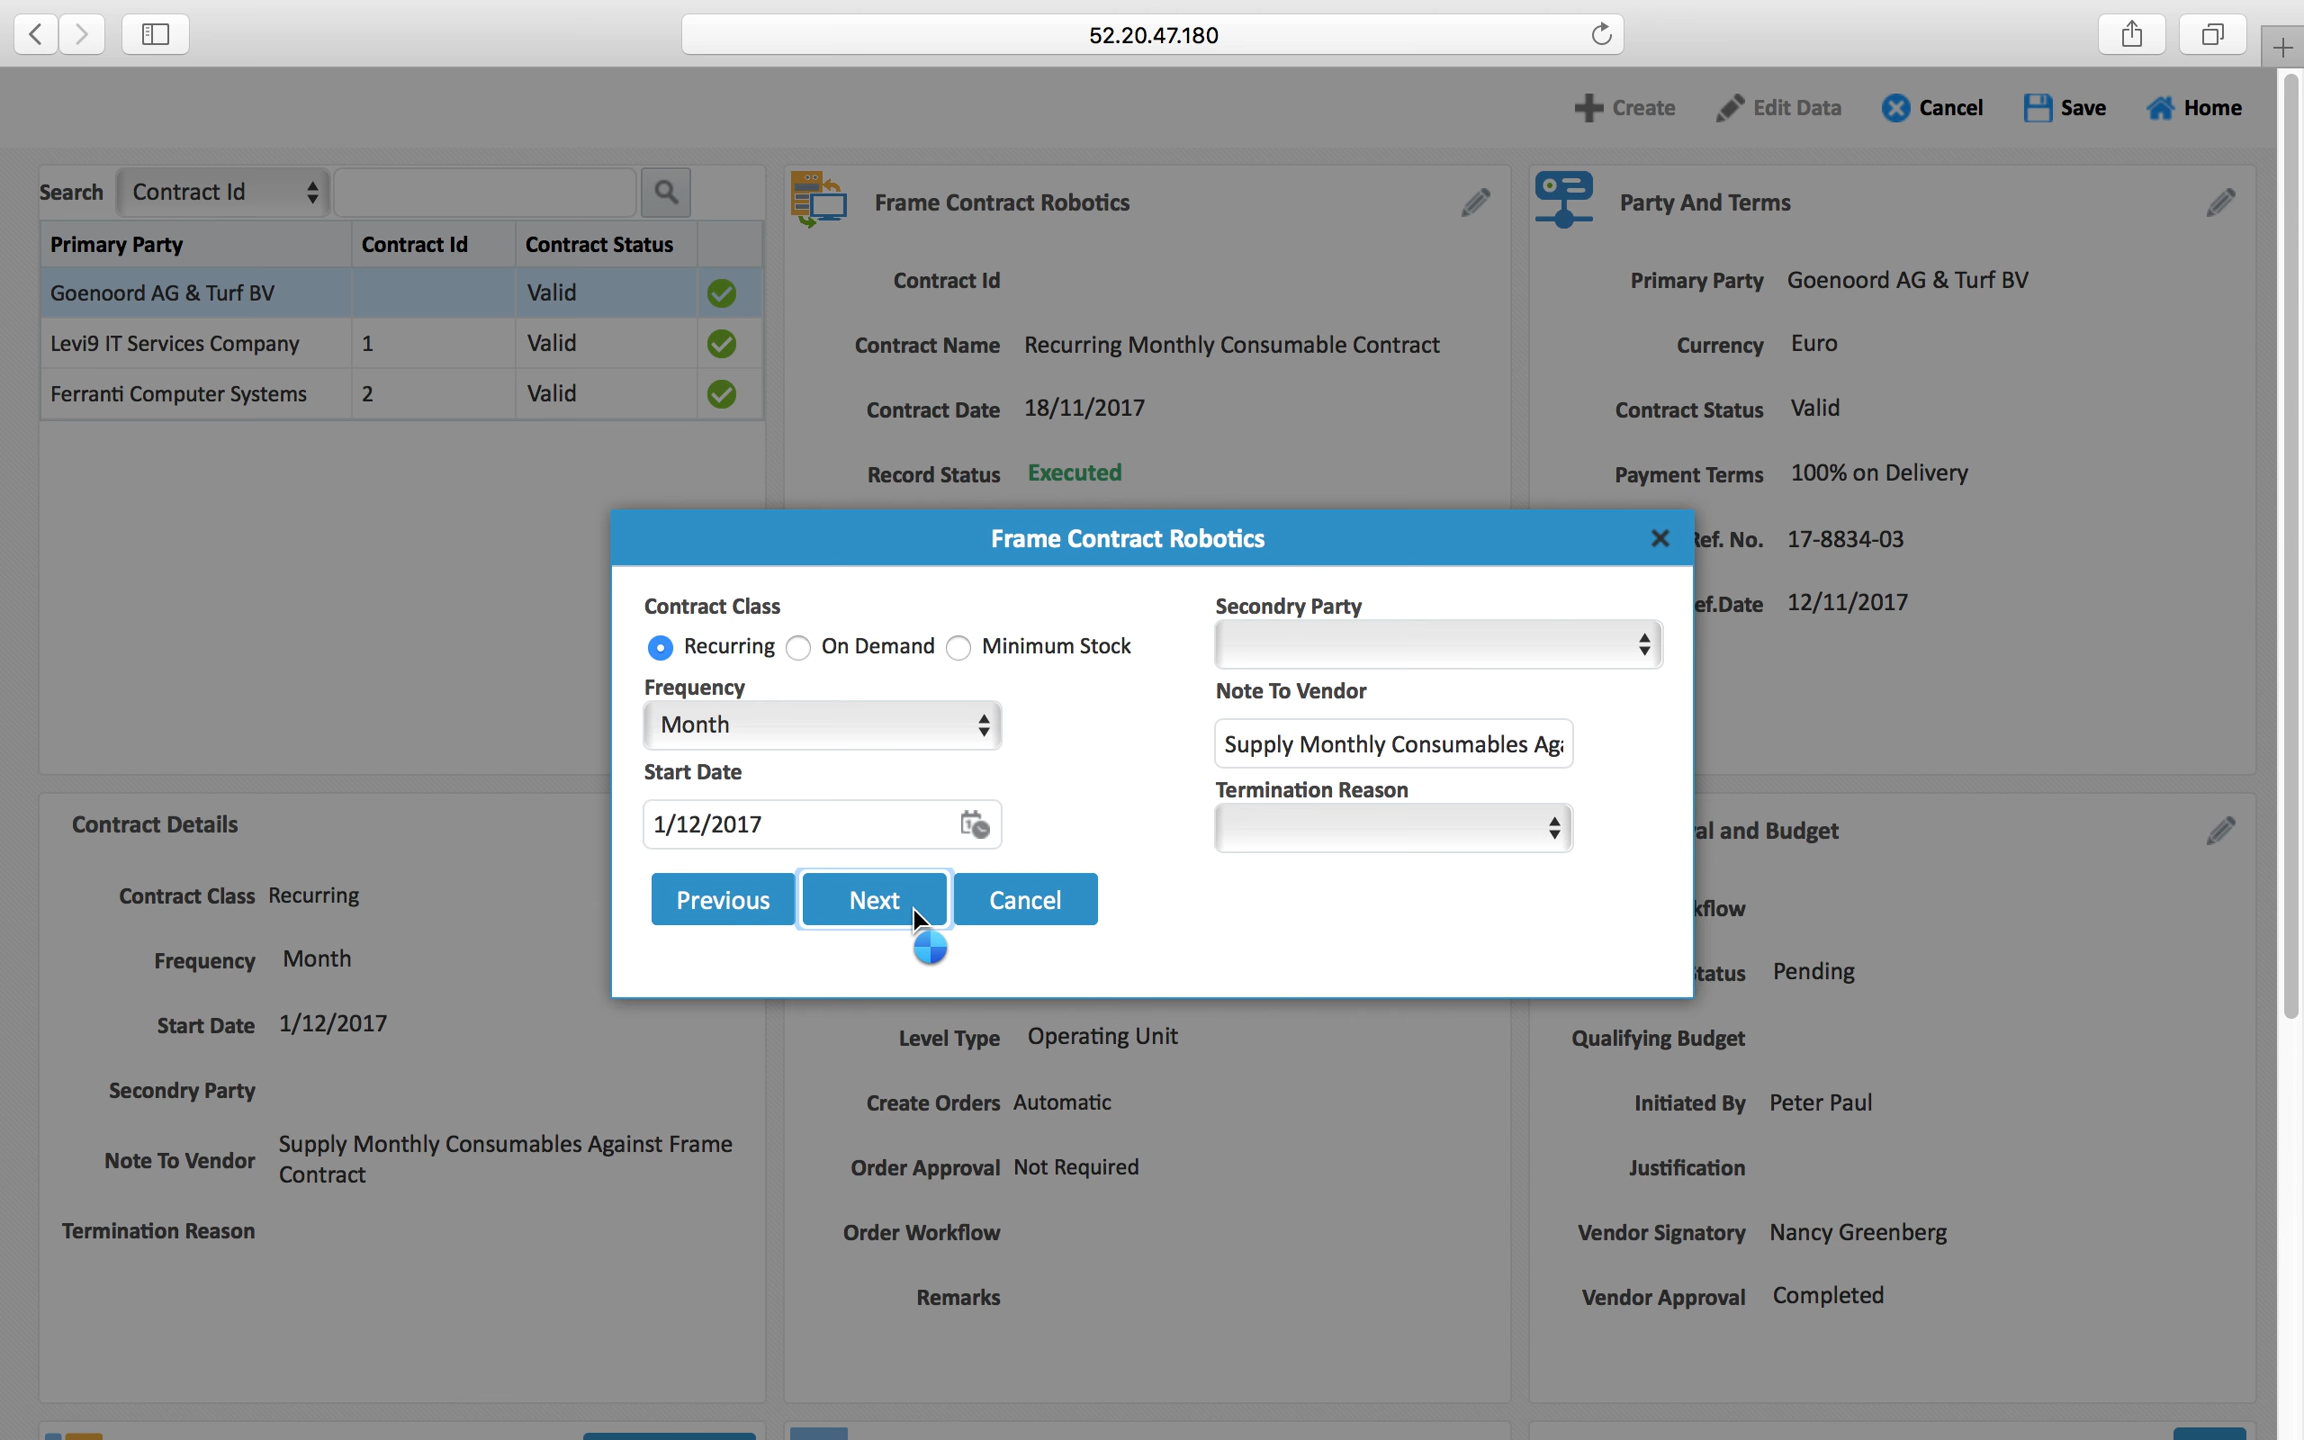 52.20.47.180
Create Edit Data Cancel Save Home
Search Contract Id
Primary Party Contract Id Contract Status
Goenoord AG & Turf BV Valid
Levi9 IT Services Company 1 Valid
Ferranti Computer Systems 2 Valid
Frame Contract Robotics
Contract Id
Contract Name Recurring Monthly Consumable Contract
Contract Date 18/11/2017
Record Status Executed
Party And Terms
Primary Party Goenoord AG & Turf BV
Currency Euro
Contract Status Valid
Payment Terms 100% on Delivery
Ref. No. 17-8834-03
ef.Date 12/11/2017
Frame Contract Robotics
Contract Class
Recurring On Demand Minimum Stock
Frequency
Month
Start Date
1/12/2017
Secondry Party
Note To Vendor
Supply Monthly Consumables Aga
Termination Reason
Previous Next Cancel
Contract Details
Contract Class Recurring
Frequency Month
Start Date 1/12/2017
Secondry Party
Note To Vendor Supply Monthly Consumables Against Frame
Contract
Termination Reason
Level Type Operating Unit
Create Orders Automatic
Order Approval Not Required
Order Workflow
Remarks
al and Budget
kflow
tatus Pending
Qualifying Budget
Initiated By Peter Paul
Justification
Vendor Signatory Nancy Greenberg
Vendor Approval Completed